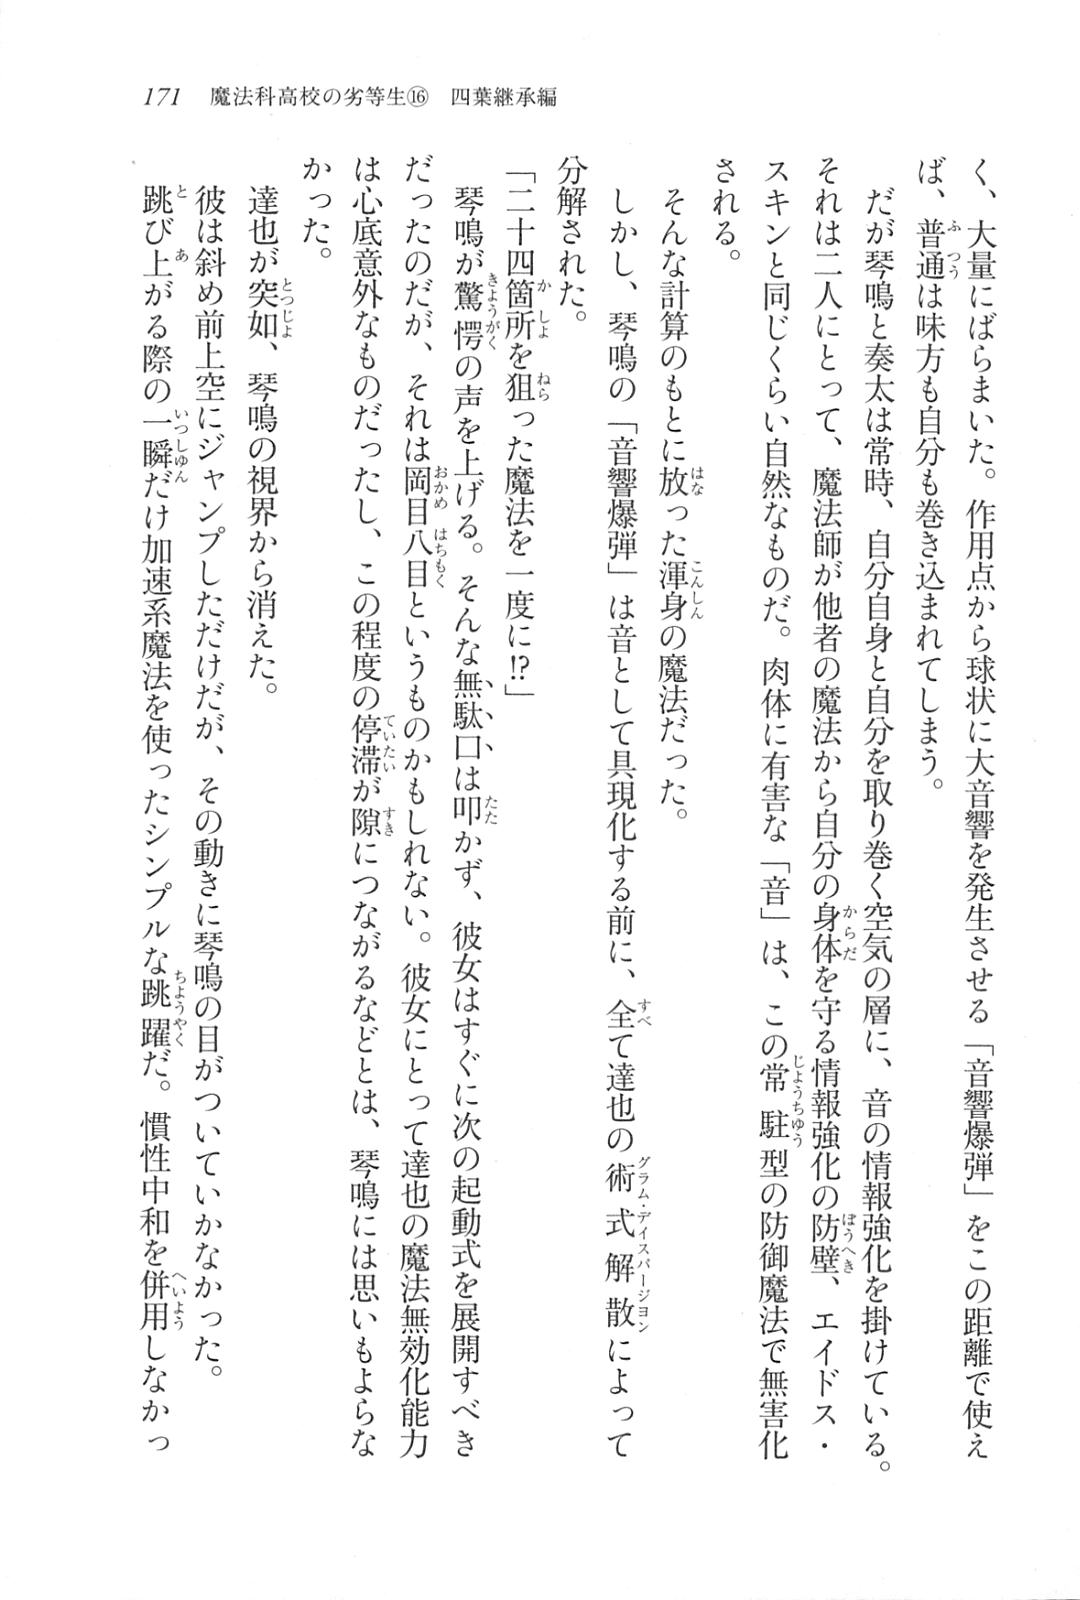 171　魔法科高校の劣等生⑯　四葉継承編
く、大量にばらまいた。作用点から球状に大音響を発生させる「音響爆弾」をこの距離で使え
ば、普通は味方も自分も巻き込まれてしまう。
だが琴鳴と奏太は常時、自分自身と自分を取り巻く空気の層に、音の情報強化を掛けている。
それは二人にとって、魔法師が他者の魔法から自分の身体を守る情報強化の防壁、エイドス・
スキンと同じくらい自然なものだ。肉体に有害な「音」は、この常駐型の防御魔法で無害化
される。
そんな計算のもとに放った渾身の魔法だった。
しかし、琴鳴の「音響爆弾」は音として具現化する前に、全て達也の術式解散によって
分解された。
「二十四箇所を狙った魔法を一度に!?」
琴鳴が驚愕の声を上げる。そんな無駄口は叩かず、彼女はすぐに次の起動式を展開すべき
だったのだが、それは岡目八目というものかもしれない。彼女にとって達也の魔法無効化能力
は心底意外なものだったし、この程度の停滞が隙につながるなどとは、琴鳴には思いもよらな
かった。
達也が突如、琴鳴の視界から消えた。
彼は斜め前上空にジャンプしただけだが、その動きに琴鳴の目がついていかなかった。
跳び上がる際の一瞬だけ加速系魔法を使ったシンプルな跳躍だ。慣性中和を併用しなかっ